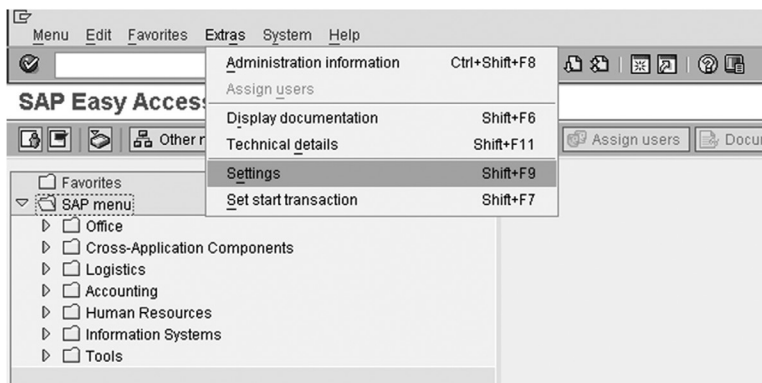 Menu Edit Favorites Extras System Help
Administration information Ctrl+Shift+F8
Assign users
SAP Easy Access
Display documentation Shift+F6
Other Technical details Shift+F11 Assign users
Favorites Settings Shift+F9
SAP menu Set start transaction Shift+F7
Office
Cross-Application Components
Logistics
Accounting
Human Resources
Information Systems
Tools